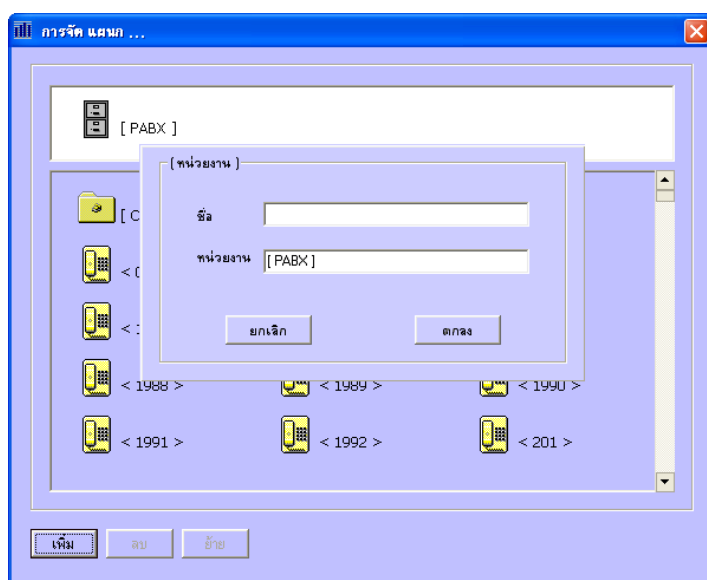 การจัด แผนก ...
[ PABX ]
(หน่วยงาน)
[ C
ชื่อ
หน่วยงาน [ PABX ]
ยกเลิก ตกลง
< 1988 > < 1989 > < 1990 >
< 1991 > < 1992 > < 201 >
เพิ่ม ลบ ย้าย